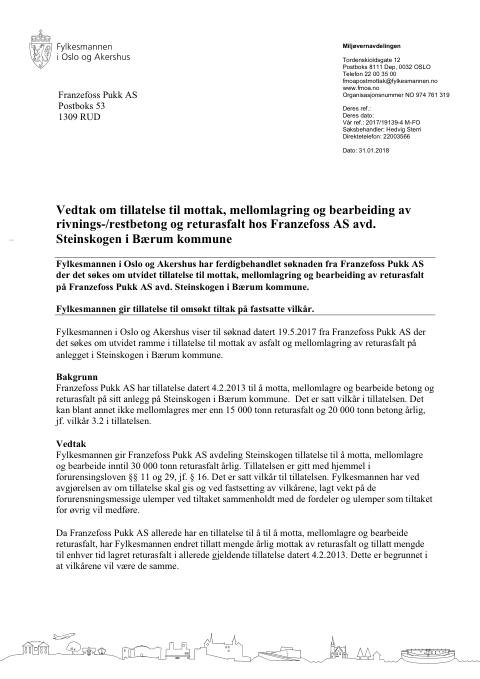 Fylkesmannen
i Oslo og Akershus
Miljøvernavdelingen
Tordenskioldsgate 12
Postboks 8111 Dep, 0032 OSLO
Telefon 22 00 35 00
fmoapostmottak@fylkesmannen.no
www.fmoa.no
Organisasjonsnummer NO 974 761 319
Deres ref.:
Deres dato:
Vår ref.: 2017/19139-4 M-FO
Saksbehandler: Hedvig Sterri
Direktetelefon: 22003566
Dato: 31.01.2018
Franzefoss Pukk AS
Postboks 53
1309 RUD
Vedtak om tillatelse til mottak, mellomlagring og bearbeiding av
rivnings-/restbetong og returasfalt hos Franzefoss AS avd.
Steinskogen i Bærum kommune
Fylkesmannen i Oslo og Akershus har ferdigbehandlet søknaden fra Franzefoss Pukk AS
der det søkes om utvidet tillatelse til mottak, mellomlagring og bearbeiding av returasfalt
på Franzefoss Pukk AS avd. Steinskogen i Bærum kommune.
Fylkesmannen gir tillatelse til omsøkt tiltak på fastsatte vilkår.
Fylkesmannen i Oslo og Akershus viser til søknad datert 19.5.2017 fra Franzefoss Pukk AS der
det søkes om utvidet ramme i tillatelse til mottak av asfalt og mellomlagring av returasfalt på
anlegget i Steinskogen i Bærum kommune.
Bakgrunn
Franzefoss Pukk AS har tillatelse datert 4.2.2013 til å motta, mellomlagre og bearbeide betong og
returasfalt på sitt anlegg på Steinskogen i Bærum kommune.  Det er satt vilkår i tillatelsen. Det
kan blant annet ikke mellomlagres mer enn 15 000 tonn returasfalt og 20 000 tonn betong årlig,
jf. vilkår 3.2 i tillatelsen.
Vedtak
Fylkesmannen gir Franzefoss Pukk AS avdeling Steinskogen  tillatelse til å motta, mellomlagre
og bearbeide inntil 30 000 tonn returasfalt årlig. Tillatelsen er gitt med hjemmel i
forurensingsloven §§ 11 og 29, jf. § 16. Det er satt vilkår til tillatelsen. Fylkesmannen har ved
avgjørelsen av om tillatelse skal gis og ved fastsetting av vilkårene, lagt vekt på de
forurensningsmessige ulemper ved tiltaket sammenholdt med de fordeler og ulemper som tiltaket
for øvrig vil medføre.
Da Franzefoss Pukk AS allerede har en tillatelse til å til å motta, mellomlagre og bearbeide
returasfalt, har Fylkesmannen endret tillatt mengde årlig mottak av returasfalt og tillatt mengde
til enhver tid lagret returasfalt i allerede gjeldende tillatelse datert 4.2.2013. Dette er begrunnet i
at vilkårene vil være de samme.